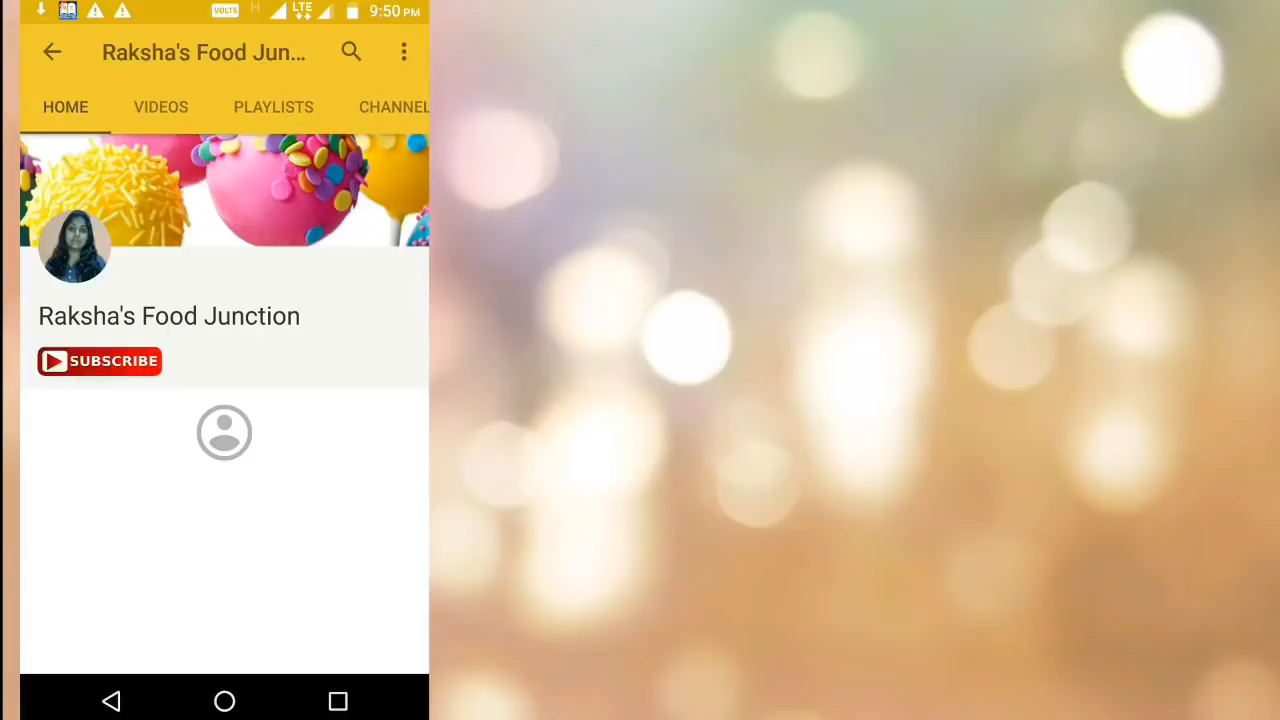 VOLTE H LTE 9:50 PM
Raksha's Food Jun...
HOME VIDEOS PLAYLISTS CHANNEL
Raksha's Food Junction
SUBSCRIBE